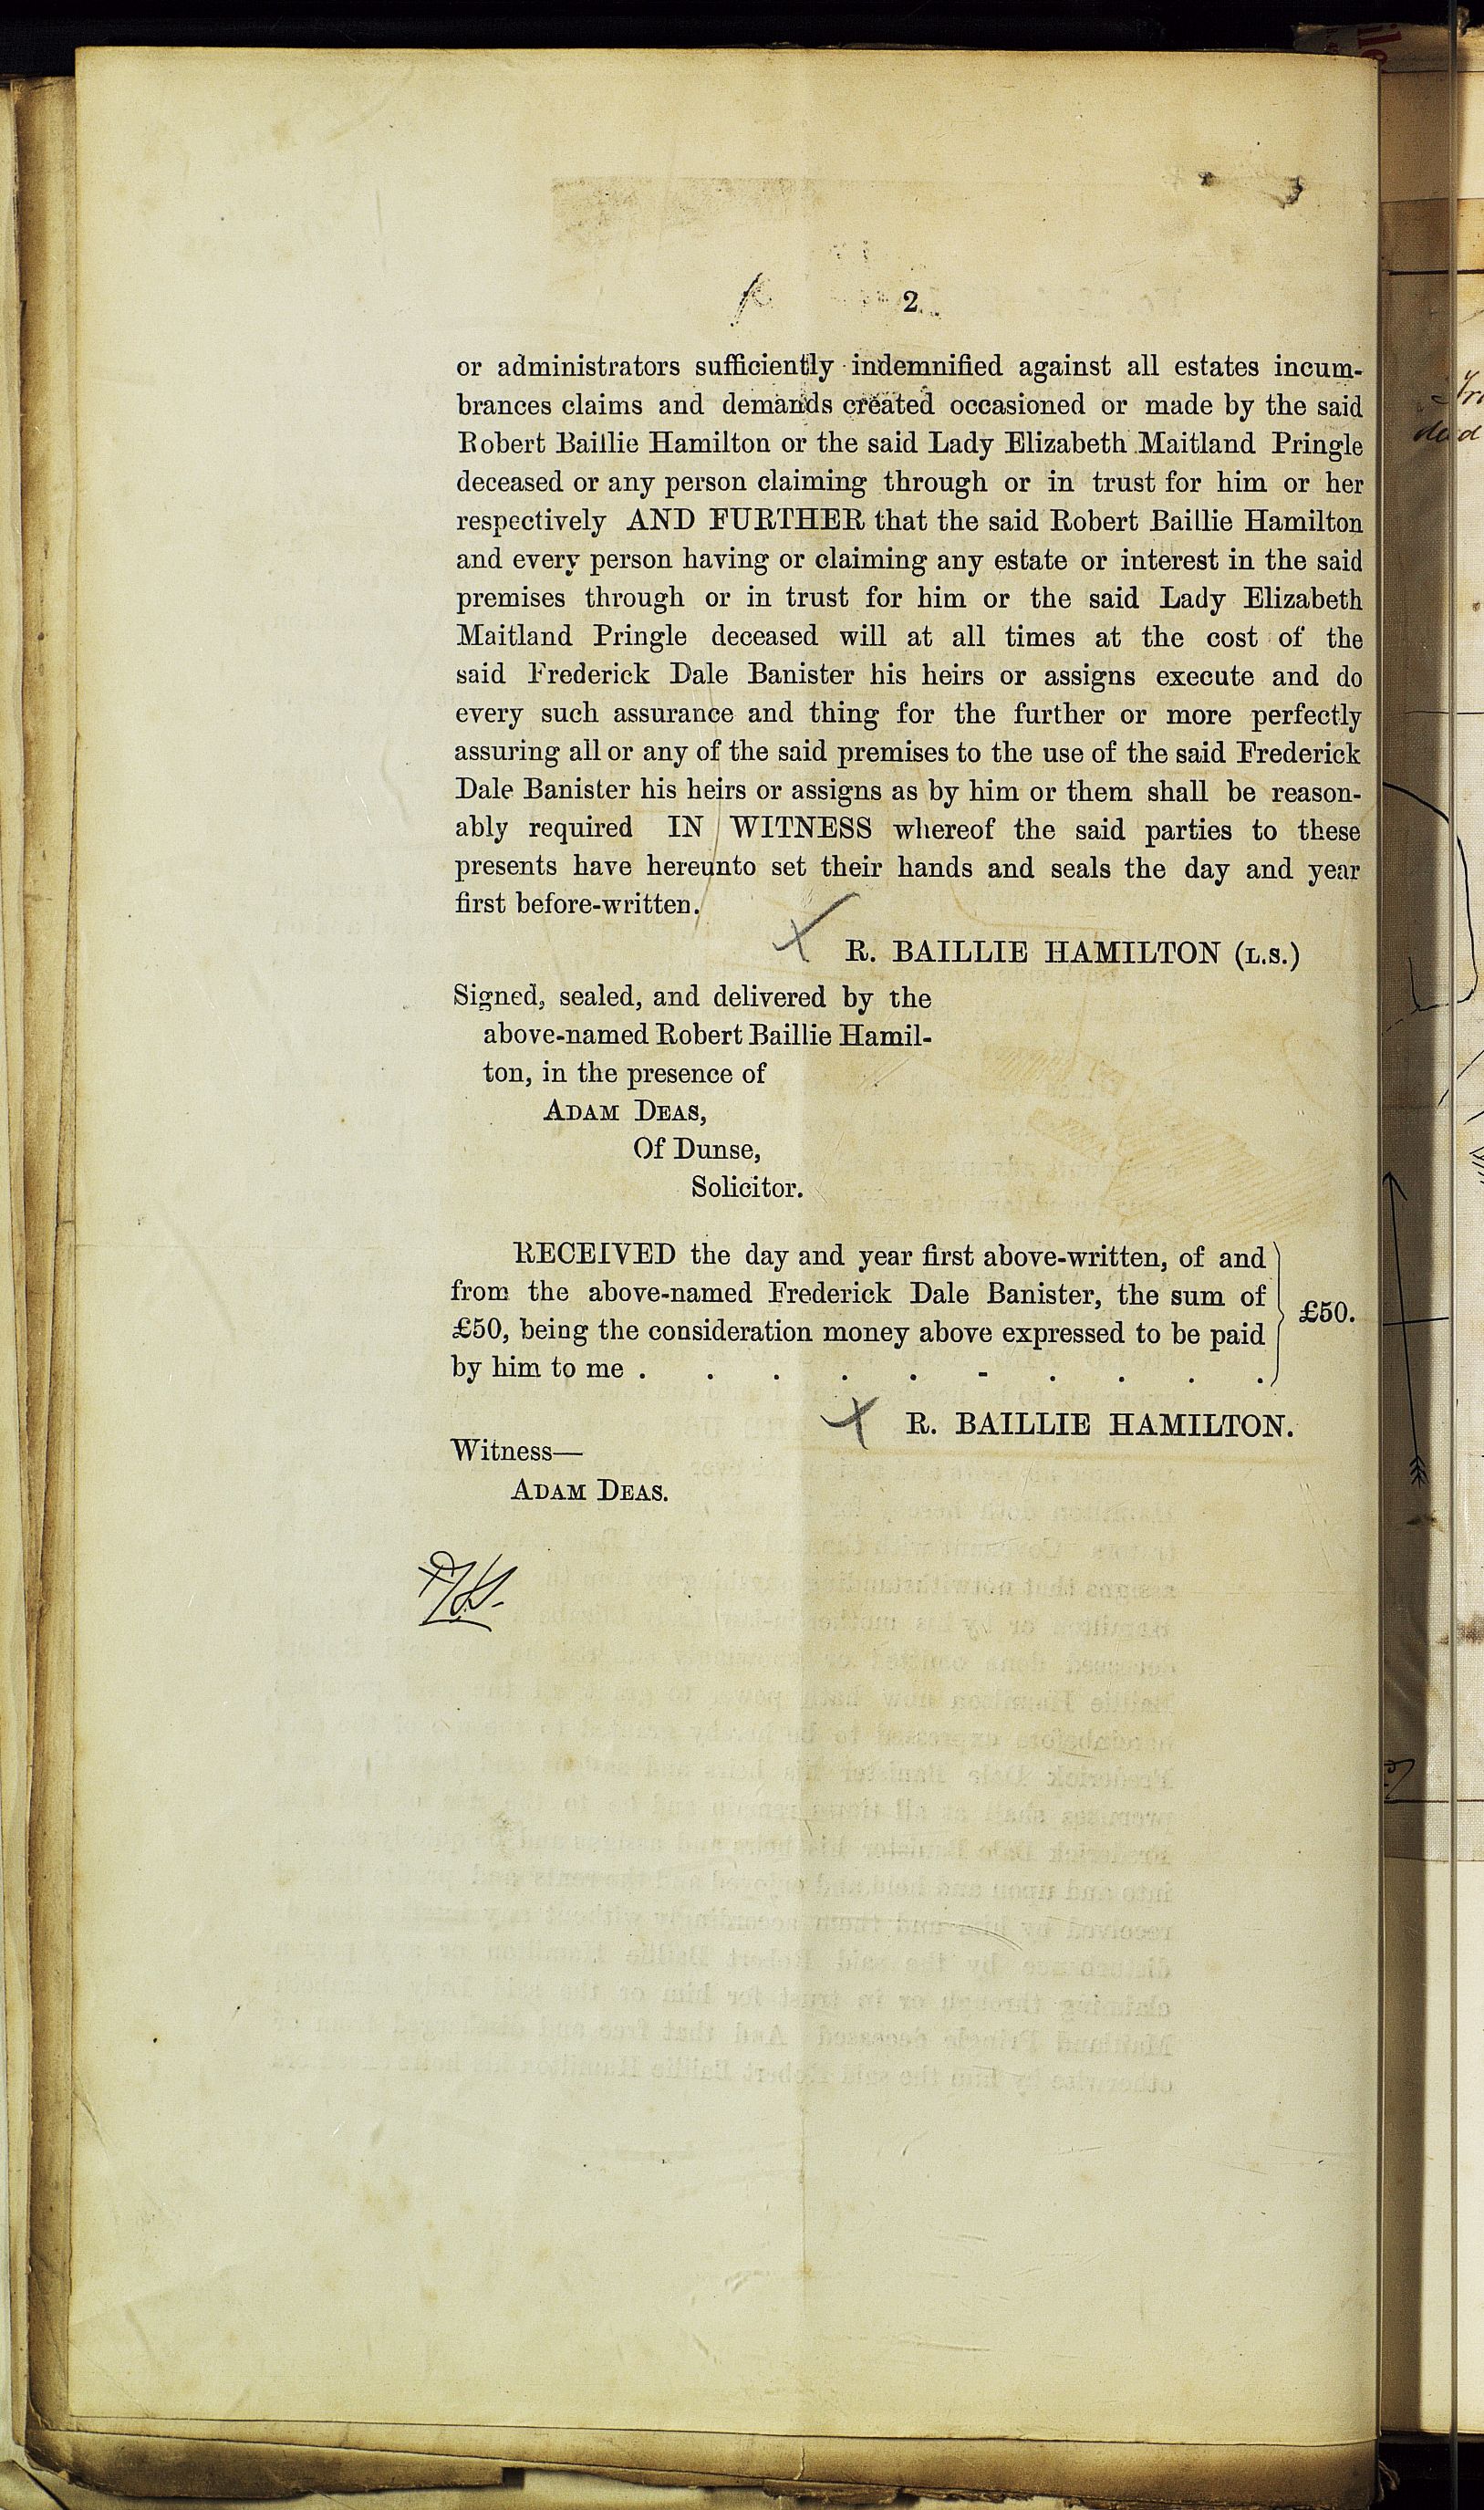 2.
or administrators sufficiently indemnified against all estates incum-
brances claims and demands created occasioned or made by the said
Robert Baillie Hamilton or the said Lady Elizabeth Maitland Pringle
deceased or any person claiming through or in trust for him or her
respectively AND FURTHER that the said Robert Baillie Hamilton
and every person having or claiming any estate or interest in the said
premises through or in trust for him or the said Lady Elizabeth
Maitland Pringle deceased will at all times at the cost of the
said Frederick Dale Banister his heirs or assigns execute and do
every such assurance and thing for the further or more perfectly
assuring all or any of the said premises to the use of the said Frederick
Dale Banister his heirs or assigns as by him or them shall be reason-
ably required IN WITNESS whereof the said parties to these
presents have hereunto set their hands and seals the day and year
first before-written.
R. BAILLIE HAMILTON (L.S.)
Signed, sealed, and delivered by the
above-named Robert Baillie Hamil-
ton, in the presence of
ADAM DEAS,
Of Dunse,
Solicitor.
RECEIVED the day and year first above-written, of and
from the above-named Frederick Dale Banister, the sum of
£50, being the consideration money above expressed to be paid
by him to me . . . . . - . . . .
£50.
R. BAILLIE HAMILTON.
Witness—
ADAM DEAS.